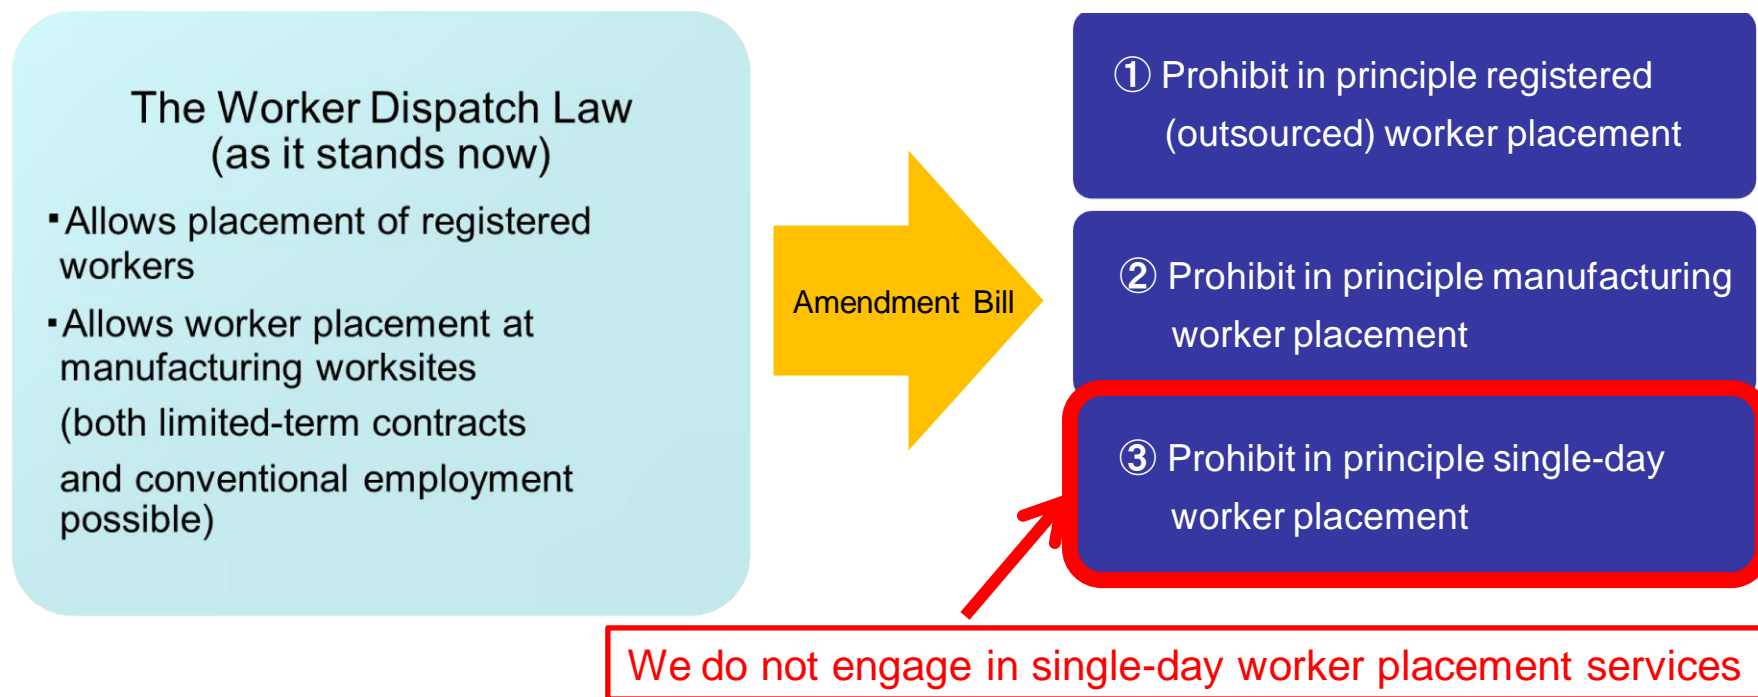 The Worker Dispatch Law
(as it stands now)
▪Allows placement of registered
workers
▪Allows worker placement at
manufacturing worksites
(both limited-term contracts
and conventional employment
possible)
Amendment Bill
① Prohibit in principle registered
(outsourced) worker placement
② Prohibit in principle manufacturing
worker placement
③ Prohibit in principle single-day
worker placement
We do not engage in single-day worker placement services